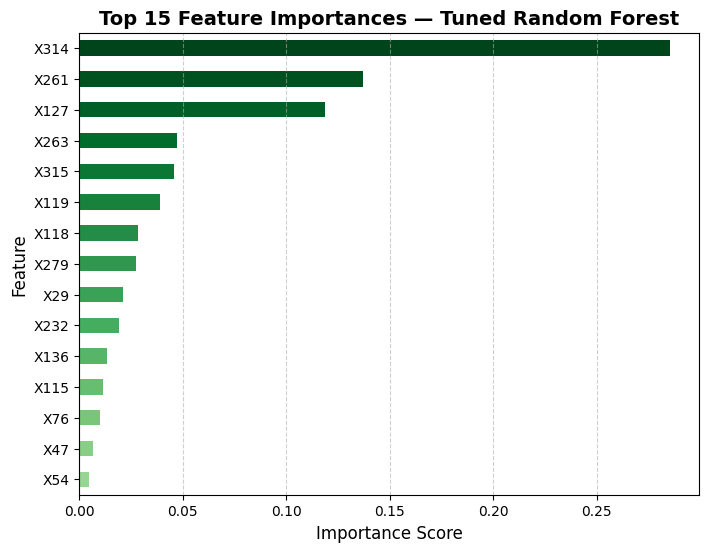 Top 15 Feature Importances — Tuned Random Forest
X314
X261
X127
X263
X315
X119
X118
X279
X29
X232
X136
X115
X76
X47
X54
Feature
0.00 0.05 0.10 0.15 0.20 0.25
Importance Score